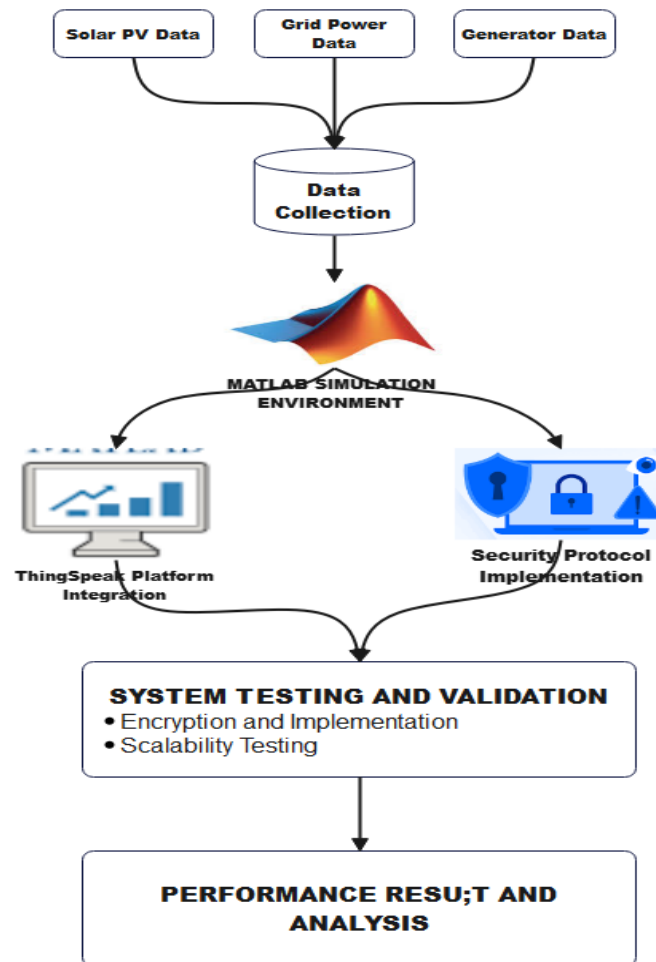 Solar PV Data
Grid Power
Data
Generator Data
Data
Collection
MATLAB SIMULATION
ENVIRONMENT
ThingSpeak Platform
Integration
Security Protocol
Implementation
SYSTEM TESTING AND VALIDATION
• Encryption and Implementation
• Scalability Testing
PERFORMANCE RESU;T AND
ANALYSIS